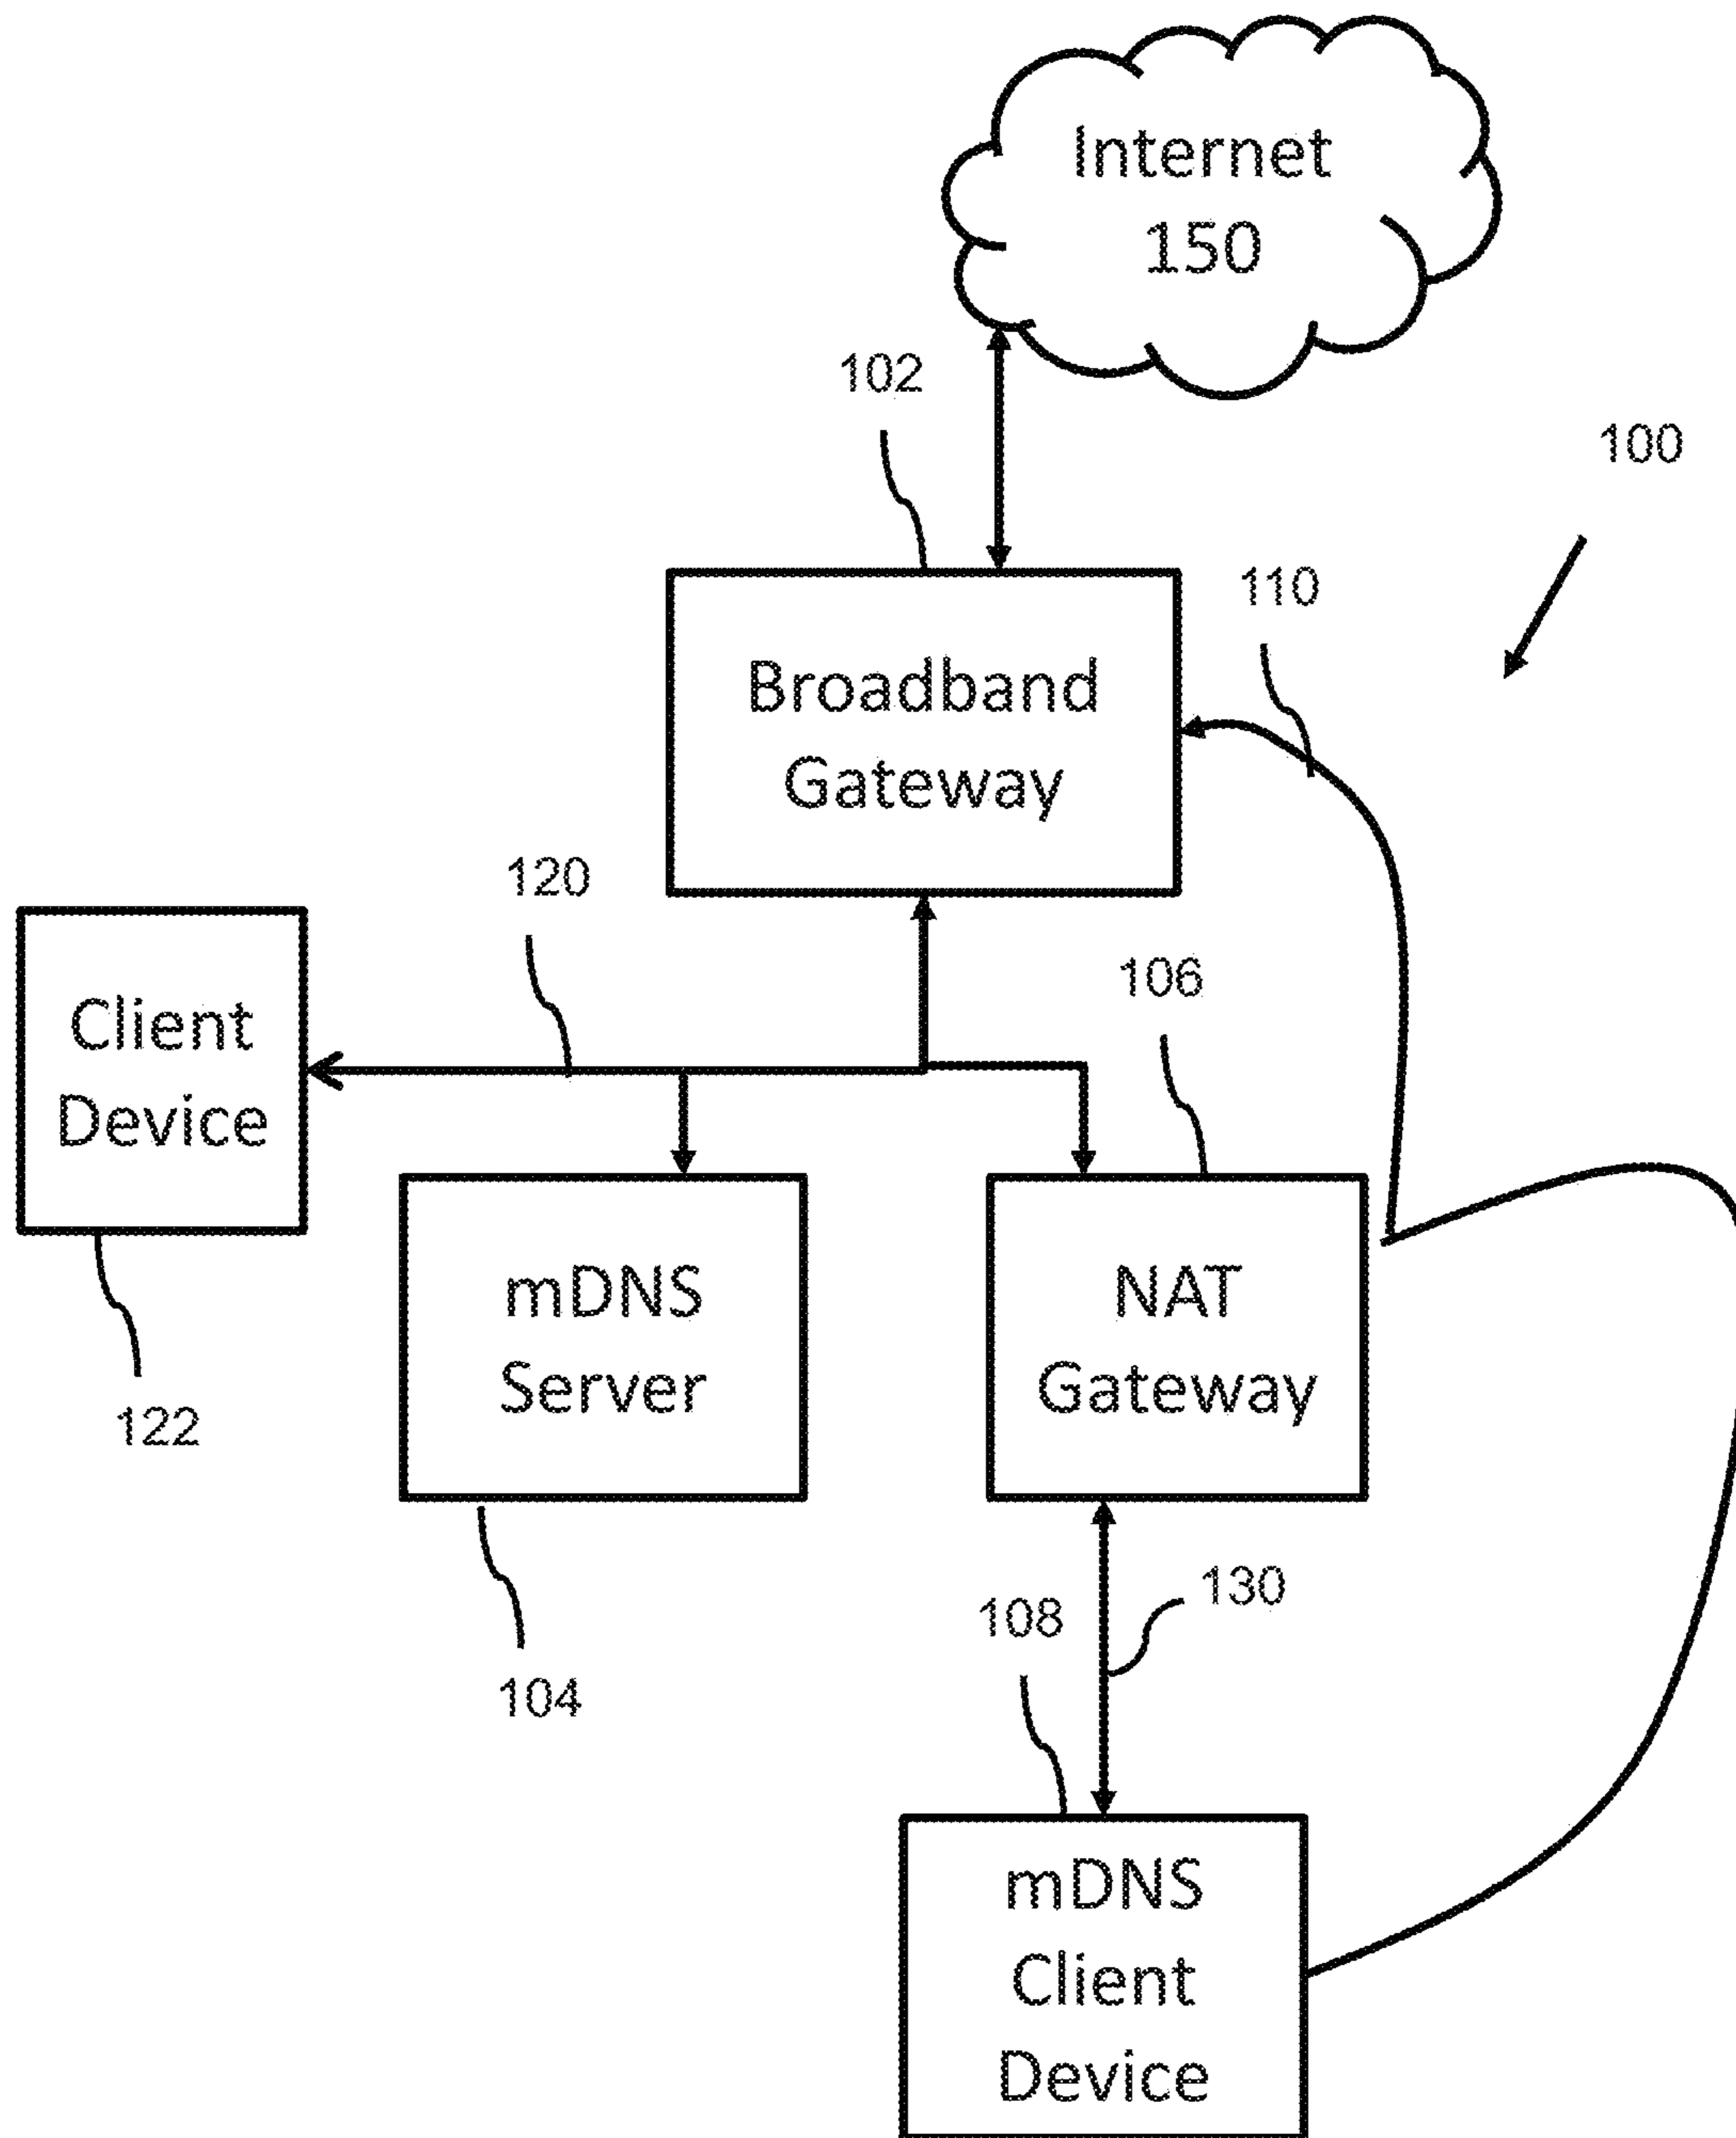 Internet
150
102
100
110
Broadband
Gateway
120
106
Client
Device
122
mDNS
Server
104
NAT
Gateway
130
108
mDNS
Client
Device